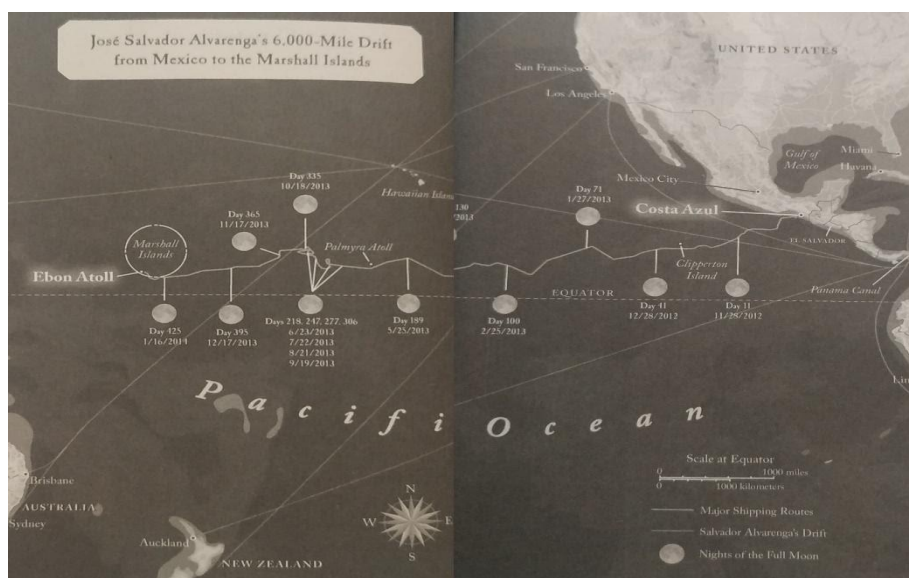 José Salvador Alvarenga's 6,000-Mile Drift
from Mexico to the Marshall Islands
UNITED STATES
San Francisco
Los Angeles
Gulf of
Mexico
Miami
Havana
Mexico City
Costa Azul
EL SALVADOR
Panama Canal
Clipperton
Island
Hawaiian Islan
Day 335
10/18/2013
Day 365
11/17/2013
Day 71
1/27/2013
130
/2013
Marshall
Islands
Palmyra Atoll
Ebon Atoll
EQUATOR
Day 425
1/16/2014
Day 395
12/17/2013
Days 218, 247, 277, 306
6/23/2013
7/22/2013
8/21/2013
9/19/2013
Day 189
5/25/2013
Day 100
2/25/2013
Day 41
12/28/2012
Day 11
11/28/2012
Lin
Pacifi
Ocean
Scale at Equator
0 1000 miles
0 1000 kilometers
Major Shipping Routes
Salvador Alvarenga's Drift
Nights of the Full Moon
N
W E
S
Brisbane
AUSTRALIA
Sydney
Auckland
NEW ZEALAND